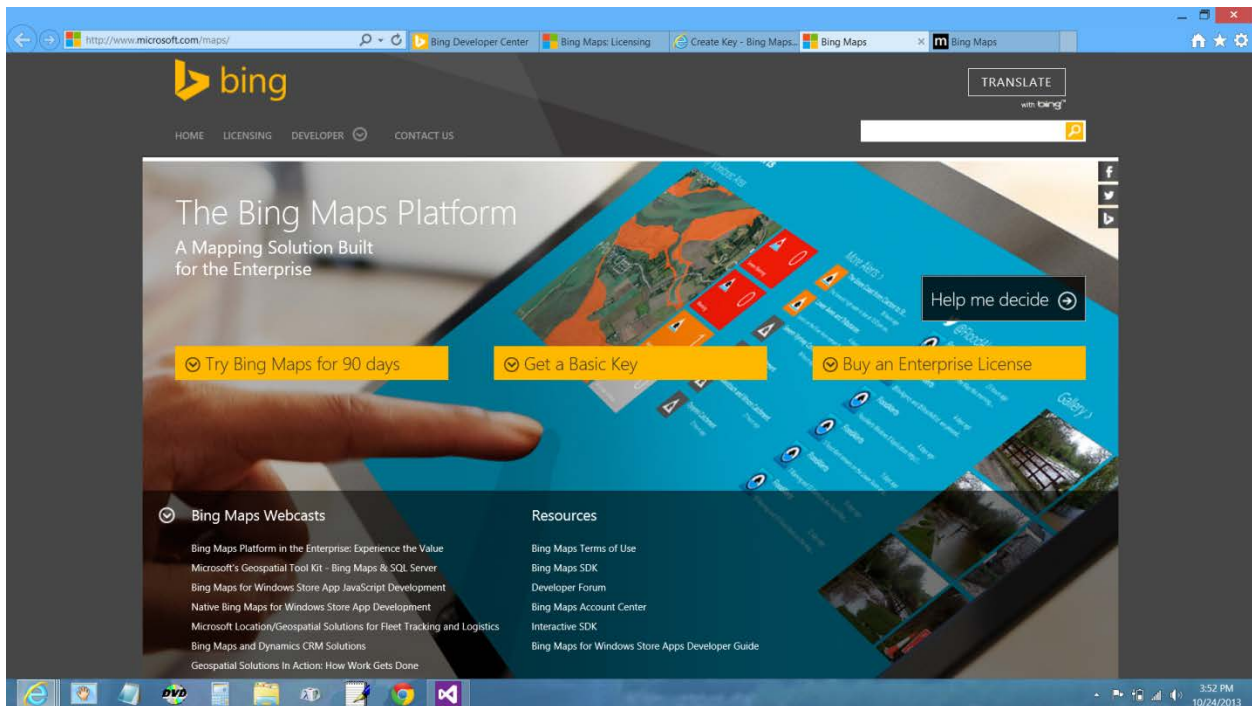 http://www.microsoft.com/maps/
Bing Developer Center
Bing Maps: Licensing
Create Key - Bing Maps...
Bing Maps
Bing Maps
bing
TRANSLATE
with bing™
HOME LICENSING DEVELOPER CONTACT US
The Bing Maps Platform
A Mapping Solution Built
for the Enterprise
More Alerts >
Help me decide
Try Bing Maps for 90 days
Get a Basic Key
Buy an Enterprise License
Gallery >
Bing Maps Webcasts
Bing Maps Platform in the Enterprise: Experience the Value
Microsoft's Geospatial Tool Kit - Bing Maps & SQL Server
Bing Maps for Windows Store App JavaScript Development
Native Bing Maps for Windows Store App Development
Microsoft Location/Geospatial Solutions for Fleet Tracking and Logistics
Bing Maps and Dynamics CRM Solutions
Geospatial Solutions In Action: How Work Gets Done
Resources
Bing Maps Terms of Use
Bing Maps SDK
Developer Forum
Bing Maps Account Center
Interactive SDK
Bing Maps for Windows Store Apps Developer Guide
DVD
3:52 PM
10/24/2013